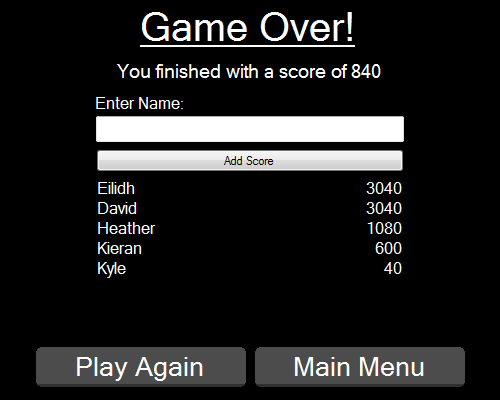 Game Over!
You finished with a score of 840
Enter Name:
Add Score
Eilidh 3040
David 3040
Heather 1080
Kieran 600
Kyle 40
Play Again Main Menu